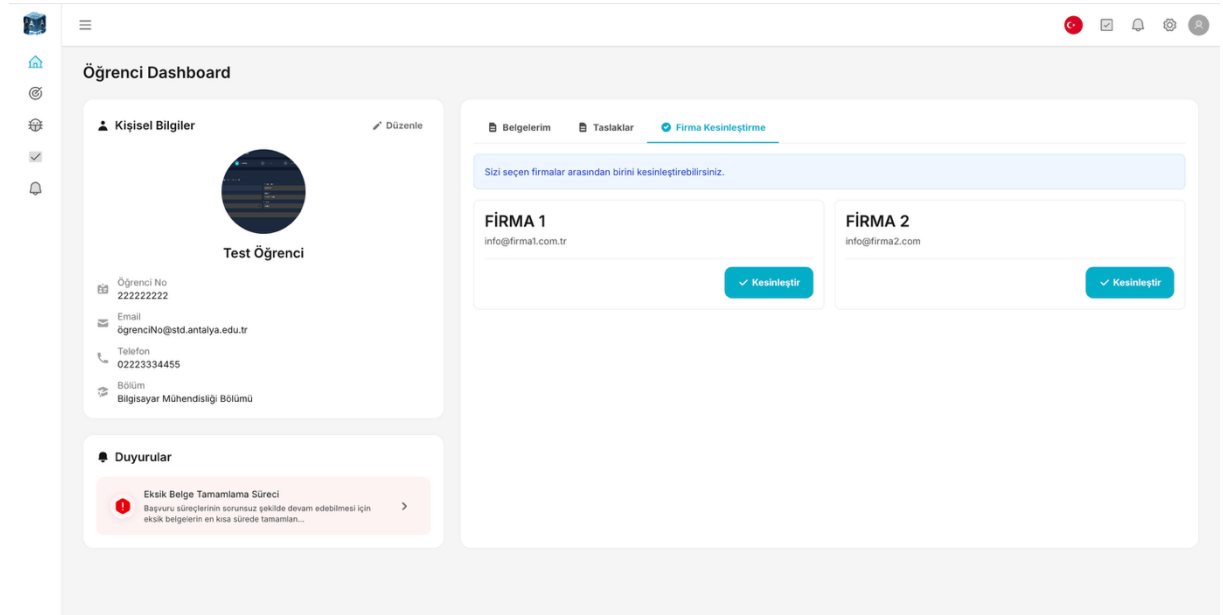 Öğrenci Dashboard
Kişisel Bilgiler
Düzenle
Test Öğrenci
Öğrenci No
222222222
Email
ögrenciNo@std.antalya.edu.tr
Telefon
02223334455
Bölüm
Bilgisayar Mühendisliği Bölümü
Duyurular
Eksik Belge Tamamlama Süreci
Başvuru süreçlerinin sorunsuz şekilde devam edebilmesi için
eksik belgelerin en kısa sürede tamamlan...
Belgelerim
Taslaklar
Firma Kesinleştirme
Sizi seçen firmalar arasından birini kesinleştirebilirsiniz.
FİRMA 1
info@firma1.com.tr
Kesinleştir
FİRMA 2
info@firma2.com
Kesinleştir